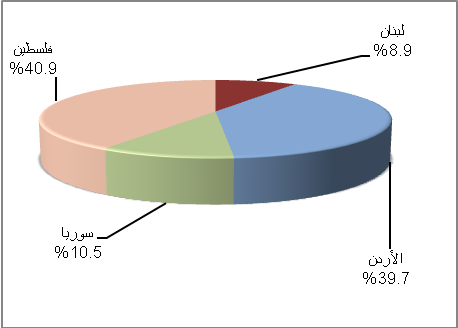 لبنان
%8.9
فلسطين
%40.9
سوريا
%10.5
الأردن
%39.7